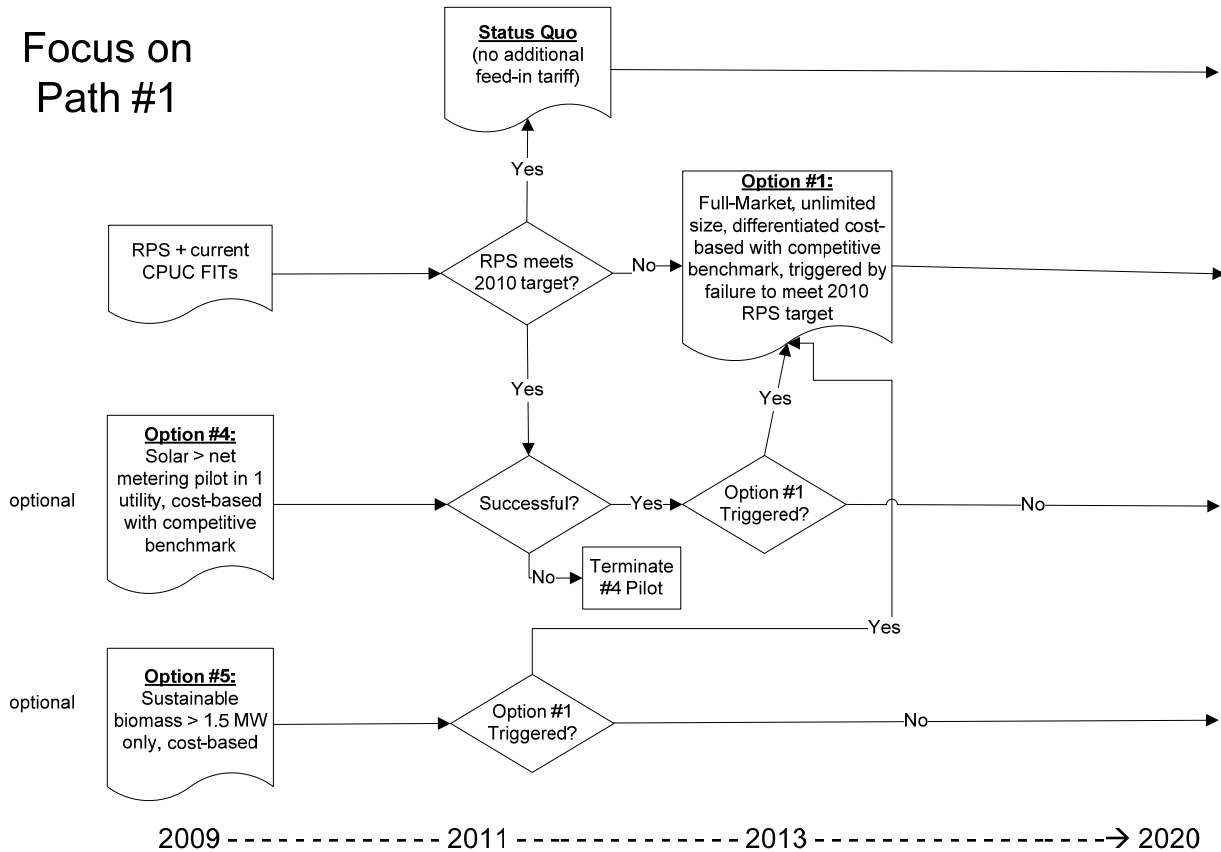 Focus on
Path #1
Status Quo
(no additional
feed-in tariff)
Yes
RPS + current
CPUC FITs
RPS meets
2010 target?
No
Option #1:
Full-Market, unlimited
size, differentiated cost-
based with competitive
benchmark, triggered by
failure to meet 2010
RPS target
Yes
Yes
optional
Option #4:
Solar > net
metering pilot in 1
utility, cost-based
with competitive
benchmark
Successful?
Yes
Option #1
Triggered?
No
No
Terminate
#4 Pilot
Yes
optional
Option #5:
Sustainable
biomass > 1.5 MW
only, cost-based
Option #1
Triggered?
No
2009
2011
2013
2020